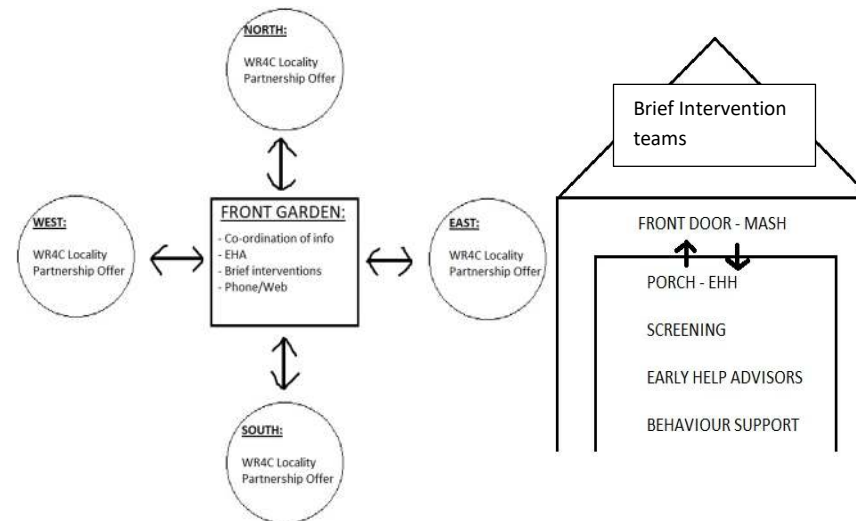 NORTH:
WR4C Locality
Partnership Offer
WEST:
WR4C Locality
Partnership Offer
FRONT GARDEN:
- Co-ordination of info
- EHA
- Brief interventions
- Phone/Web
EAST:
WR4C Locality
Partnership Offer
SOUTH:
WR4C Locality
Partnership Offer
Brief Intervention
teams
FRONT DOOR - MASH
PORCH - EHH
SCREENING
EARLY HELP ADVISORS
BEHAVIOUR SUPPORT